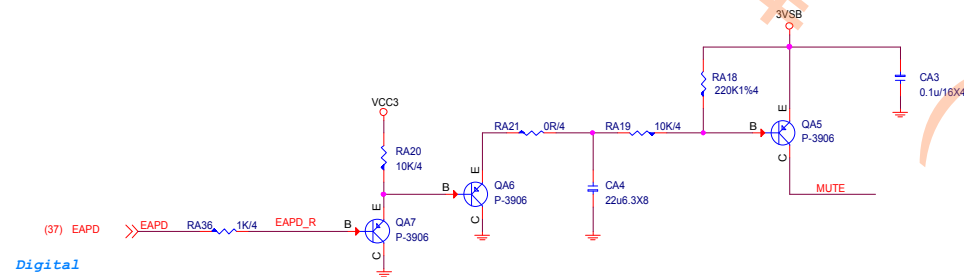 3VSB
RA18
220K1%4
CA3
0.1u/16X4
VCC3
RA21
0R/4
RA19
10K/4
B
E
C
QA5
P-3906
RA20
10K/4
B
E
C
QA6
P-3906
CA4
22u6.3X8
MUTE
(37) EAPD
EAPD
RA36
1K/4
EAPD_R
B
E
C
QA7
P-3906
Digital